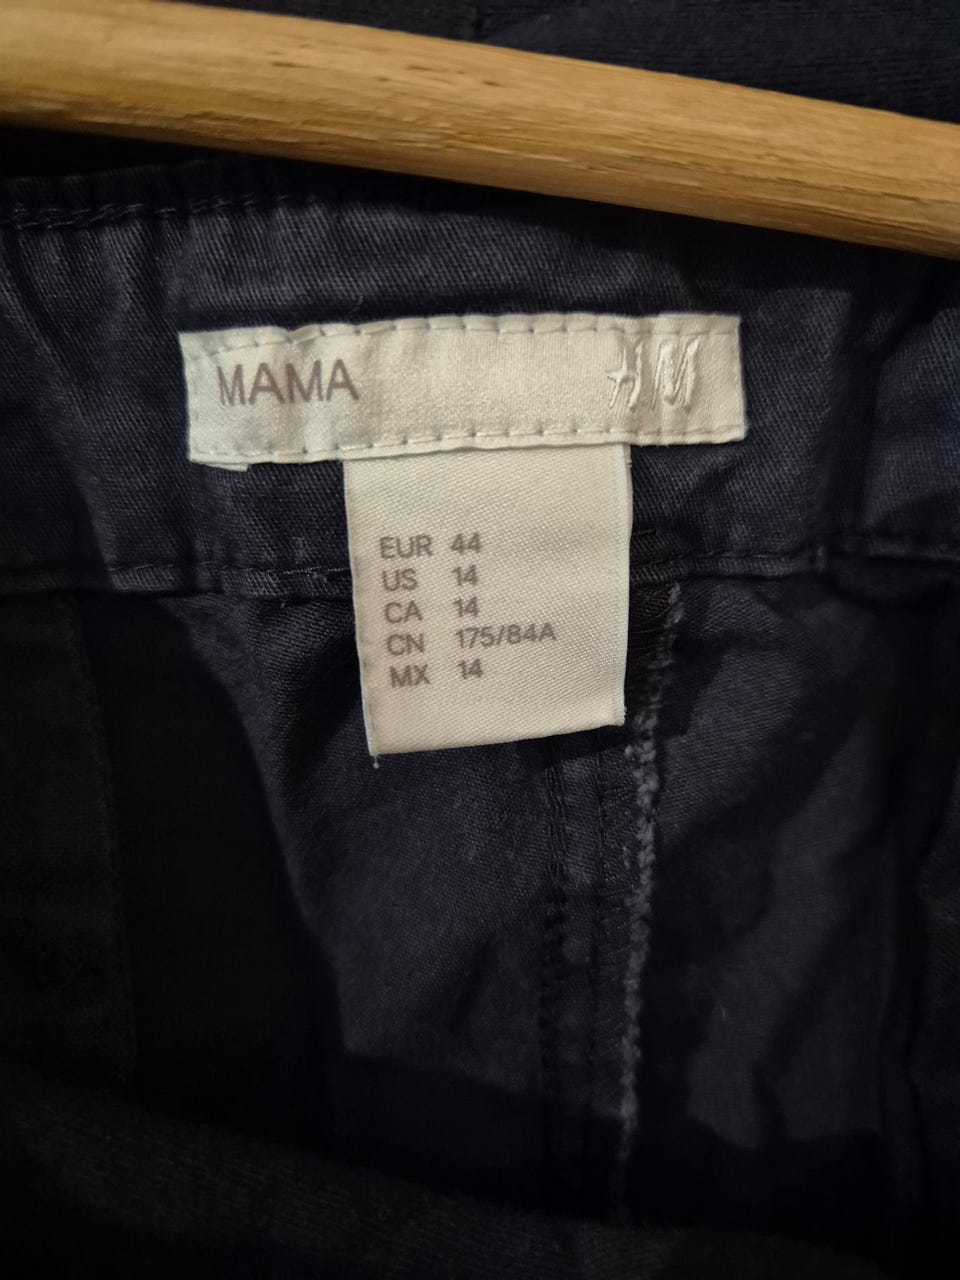 MAMA H&M
EUR 44
US 14
CA 14
CN 175/84A
MX 14